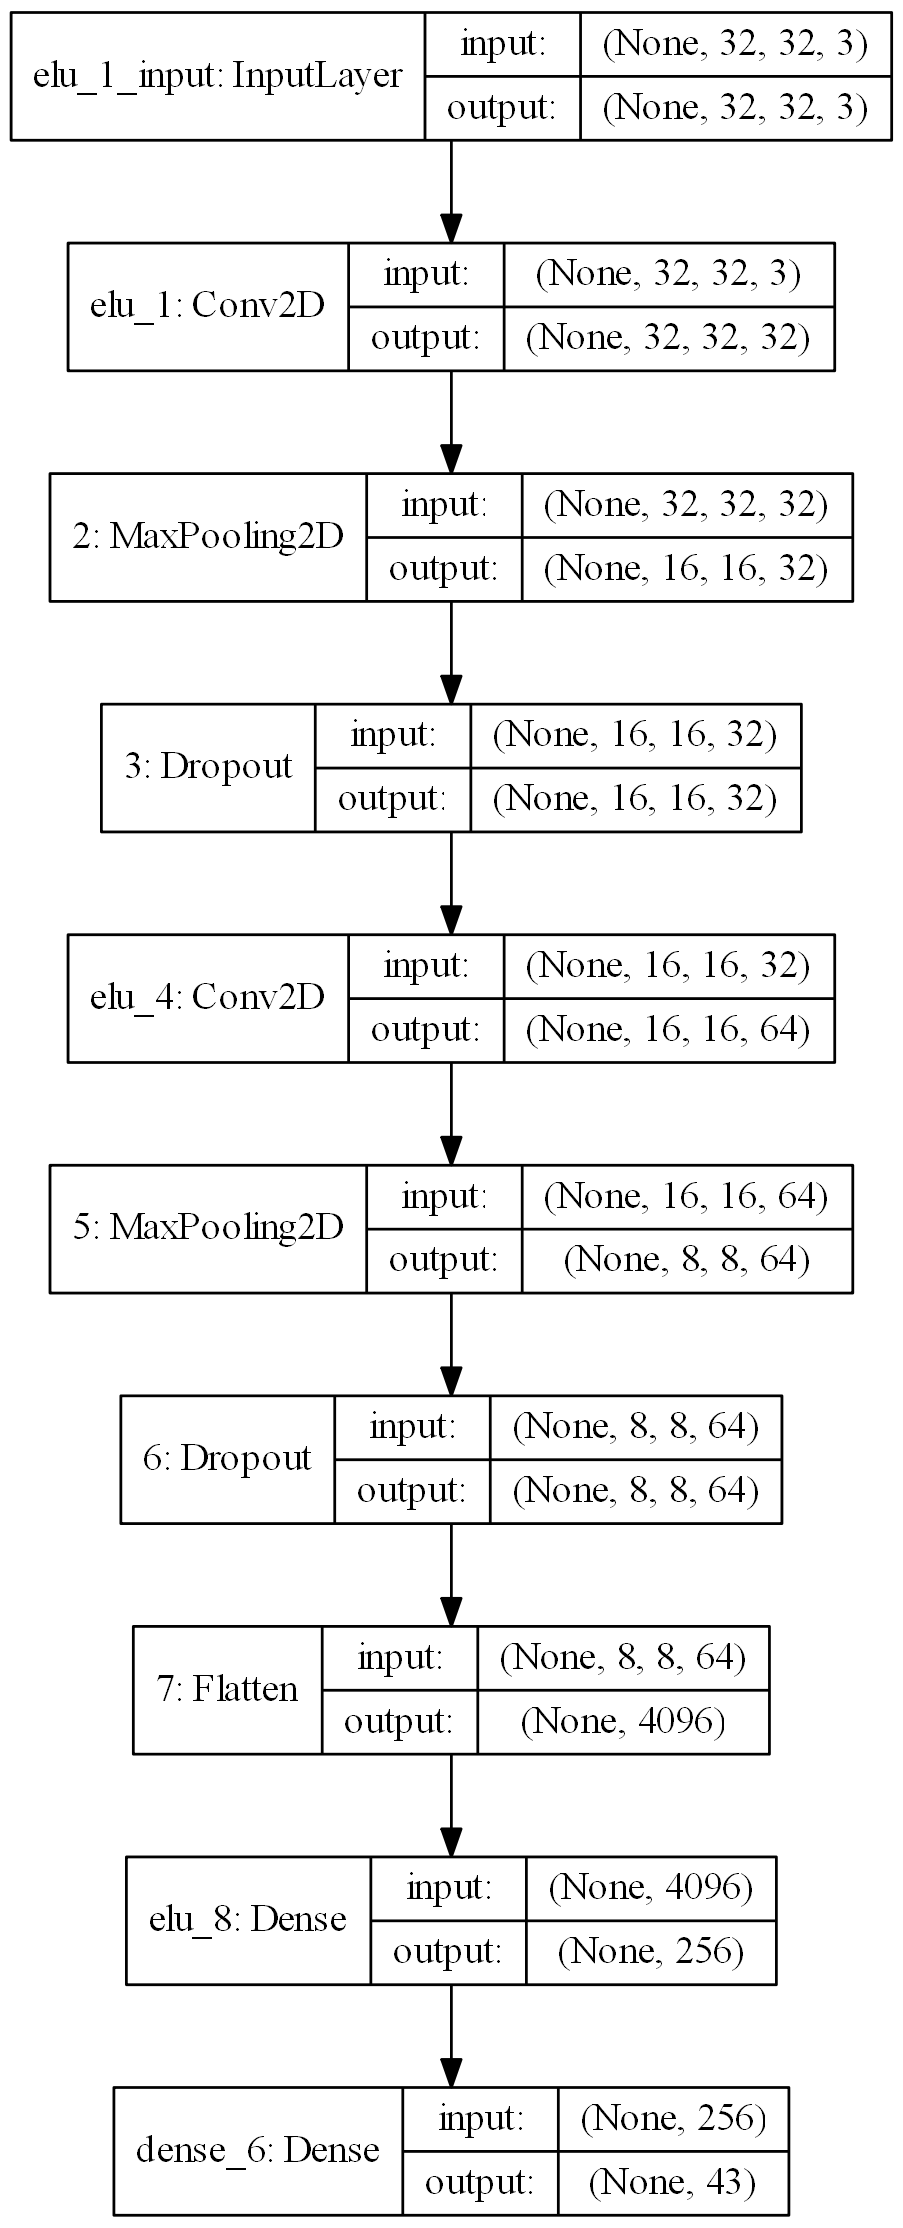 elu_1_input: InputLayer
input: (None, 32, 32, 3)
output: (None, 32, 32, 3)
elu_1: Conv2D
input: (None, 32, 32, 3)
output: (None, 32, 32, 32)
2: MaxPooling2D
input: (None, 32, 32, 32)
output: (None, 16, 16, 32)
3: Dropout
input: (None, 16, 16, 32)
output: (None, 16, 16, 32)
elu_4: Conv2D
input: (None, 16, 16, 32)
output: (None, 16, 16, 64)
5: MaxPooling2D
input: (None, 16, 16, 64)
output: (None, 8, 8, 64)
6: Dropout
input: (None, 8, 8, 64)
output: (None, 8, 8, 64)
7: Flatten
input: (None, 8, 8, 64)
output: (None, 4096)
elu_8: Dense
input: (None, 4096)
output: (None, 256)
dense_6: Dense
input: (None, 256)
output: (None, 43)